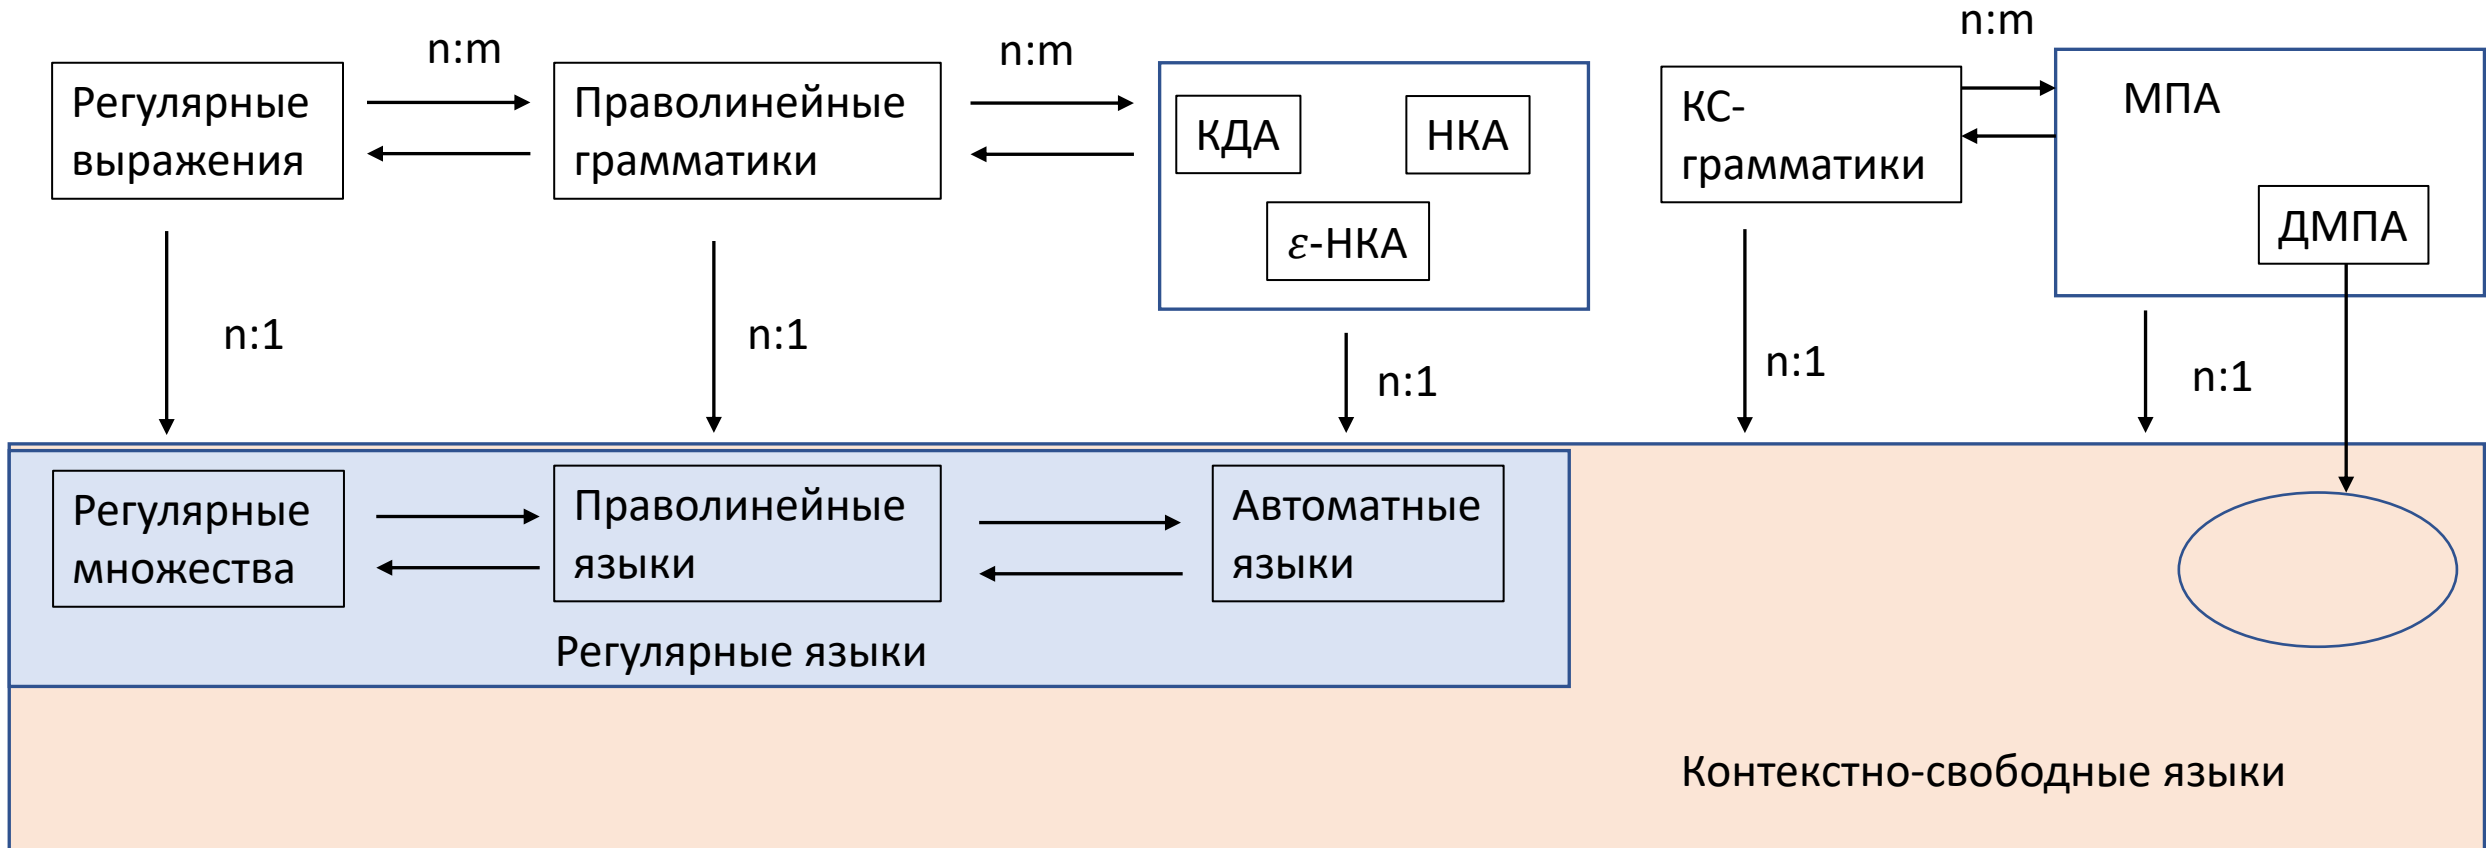 n:m
n:m
n:m
Регулярные
выражения
Праволинейные
грамматики
КДА
НКА
ε-НКА
КС-
грамматики
МПА
ДМПА
n:1
n:1
n:1
n:1
n:1
Регулярные
множества
Праволинейные
языки
Автоматные
языки
Регулярные языки
Контекстно-свободные языки